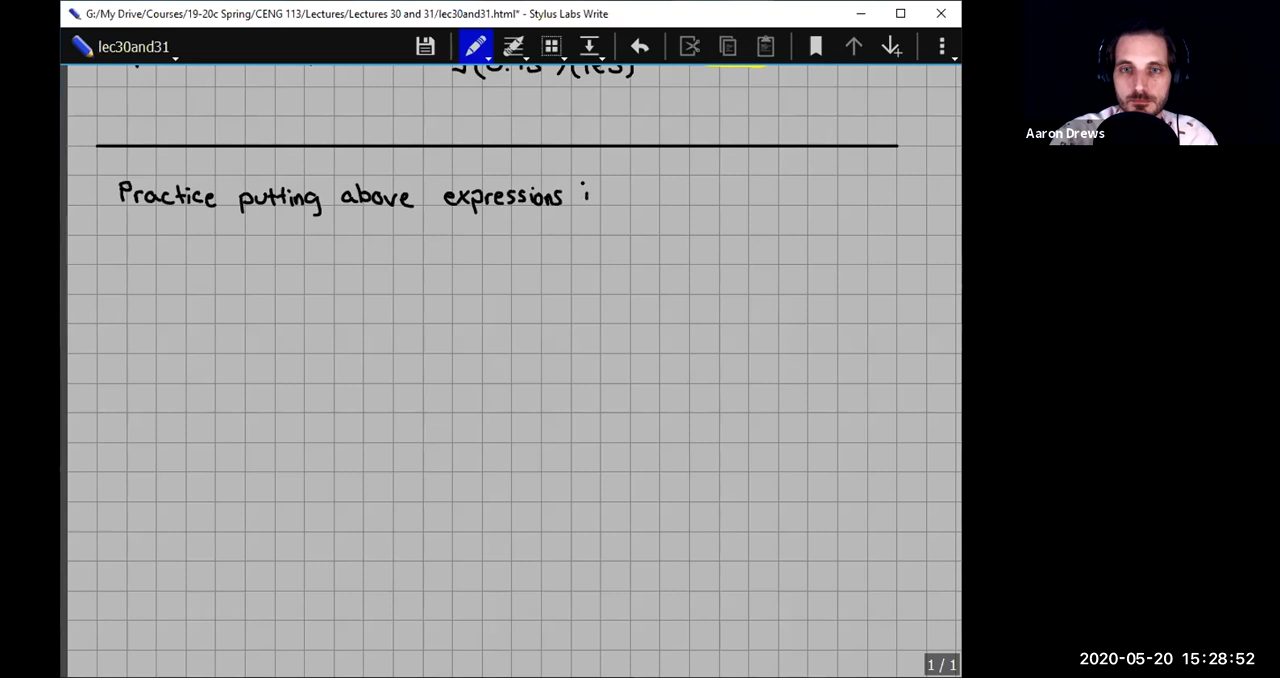 G:/My Drive/Courses/19-20c Spring/CENG 113/Lectures/Lectures 30 and 31/lec30and31.html* - Stylus Labs Write
lec30and31
Aaron Drews
Practice putting above expressions i
1 / 1
2020-05-20 15:28:52